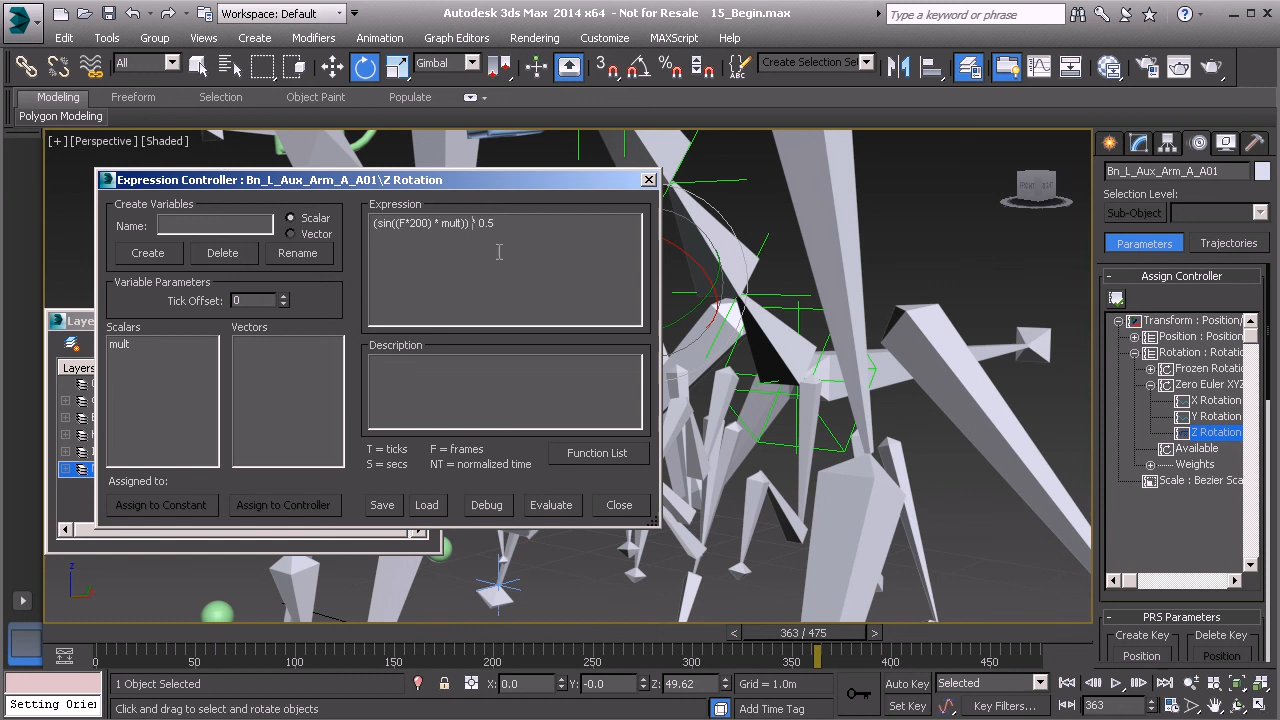 Workspace: Default
Autodesk 3ds Max 2014 x64 - Not for Resale 15_Begin.max
Type a keyword or phrase
Edit Tools Group Views Create Modifiers Animation Graph Editors Rendering Customize MAXScript Help
All
Gimbal
Create Selection Se
Modeling Freeform Selection Object Paint Populate
Polygon Modeling
[+] [Perspective] [Shaded]
Bn_L_Aux_Arm_A_A01
Selection Level:
Sub-Object
Parameters Trajectories
Assign Controller
Transform : Position/
Position : Position/
Rotation : Rotation:
Frozen Rotatio
Zero Euler XYZ
X Rotation
Y Rotation
Z Rotation
Available
Weights
Scale : Bezier Sca
PRS Parameters
Create Key Delete Key
Position Position
Expression Controller : Bn_L_Aux_Arm_A_A01\Z Rotation
Create Variables
Name:
Scalar
Vector
Create Delete Rename
Variable Parameters
Tick Offset: 0
Scalars Vectors
mult
Expression
(sin((F*200) * mult)) * 0.5
Description
T = ticks F = frames
S = secs NT = normalized time
Function List
Assigned to:
Assign to Constant Assign to Controller Save Load Debug Evaluate Close
Layers
363 / 475
0 50 100 150 200 250 300 350 400 450
1 Object Selected X: 0.0 Y: -0.0 Z: 49.62 Grid = 1.0m Auto Key Selected
Setting Orie Click and drag to select and rotate objects Add Time Tag Set Key Key Filters... 363